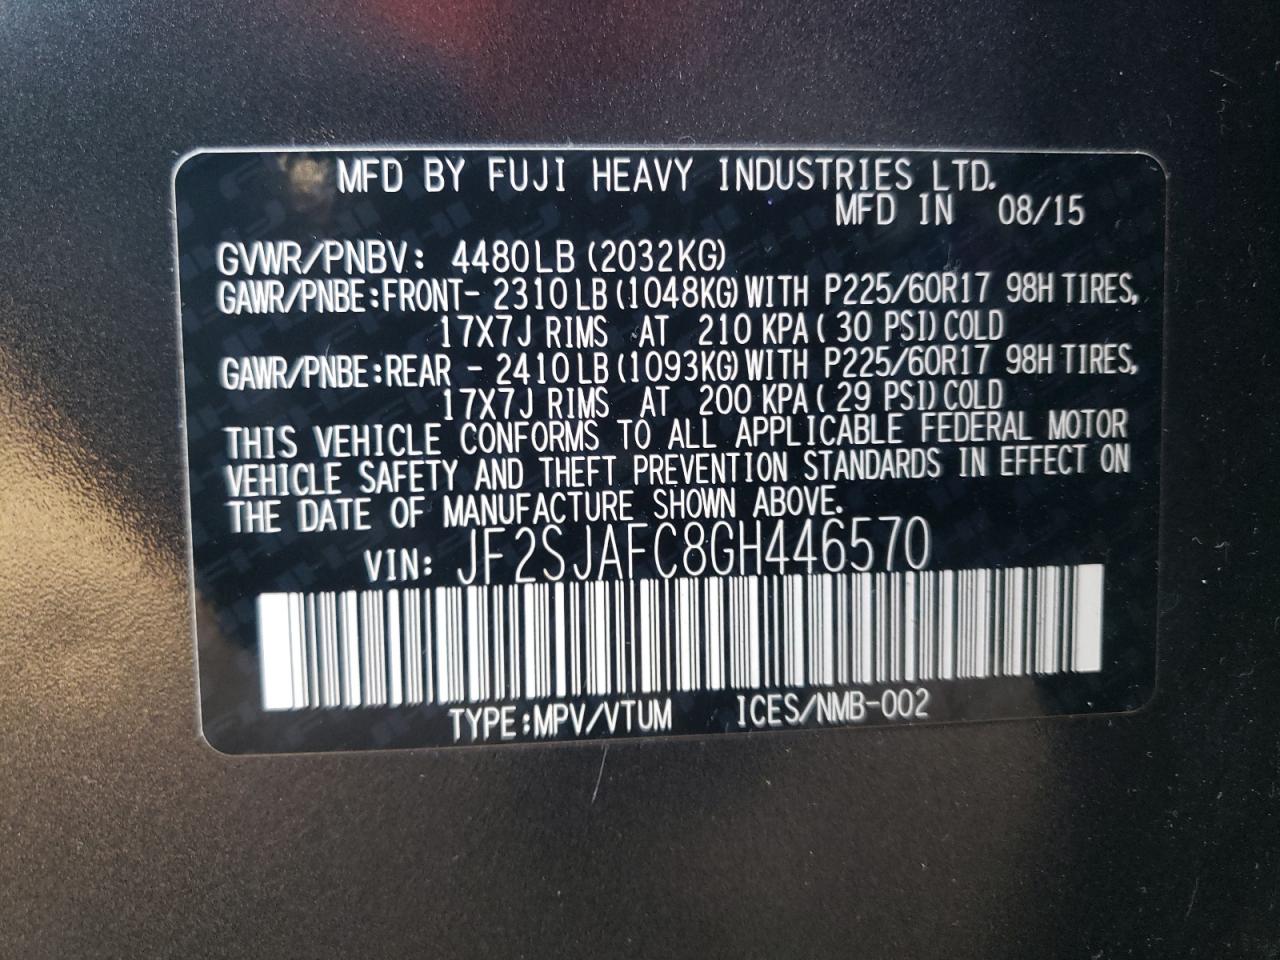 MFD BY FUJI HEAVY INDUSTRIES LTD.
MFD IN 08/15
GVWR/PNBV: 4480LB (2032KG)
GAWR/PNBE:FRONT- 2310LB (1048KG) WITH P225/60R17 98H TIRES,
17X7J RIMS AT 210 KPA ( 30 PSI) COLD
GAWR/PNBE:REAR - 2410LB (1093KG) WITH P225/60R17 98H TIRES,
17X7J RIMS AT 200 KPA ( 29 PSI) COLD
THIS VEHICLE CONFORMS TO ALL APPLICABLE FEDERAL MOTOR
VEHICLE SAFETY AND THEFT PREVENTION STANDARDS IN EFFECT ON
THE DATE OF MANUFACTURE SHOWN ABOVE.
VIN: JF2SJAFC8GH446570
TYPE:MPV/VTUM ICES/NMB-002